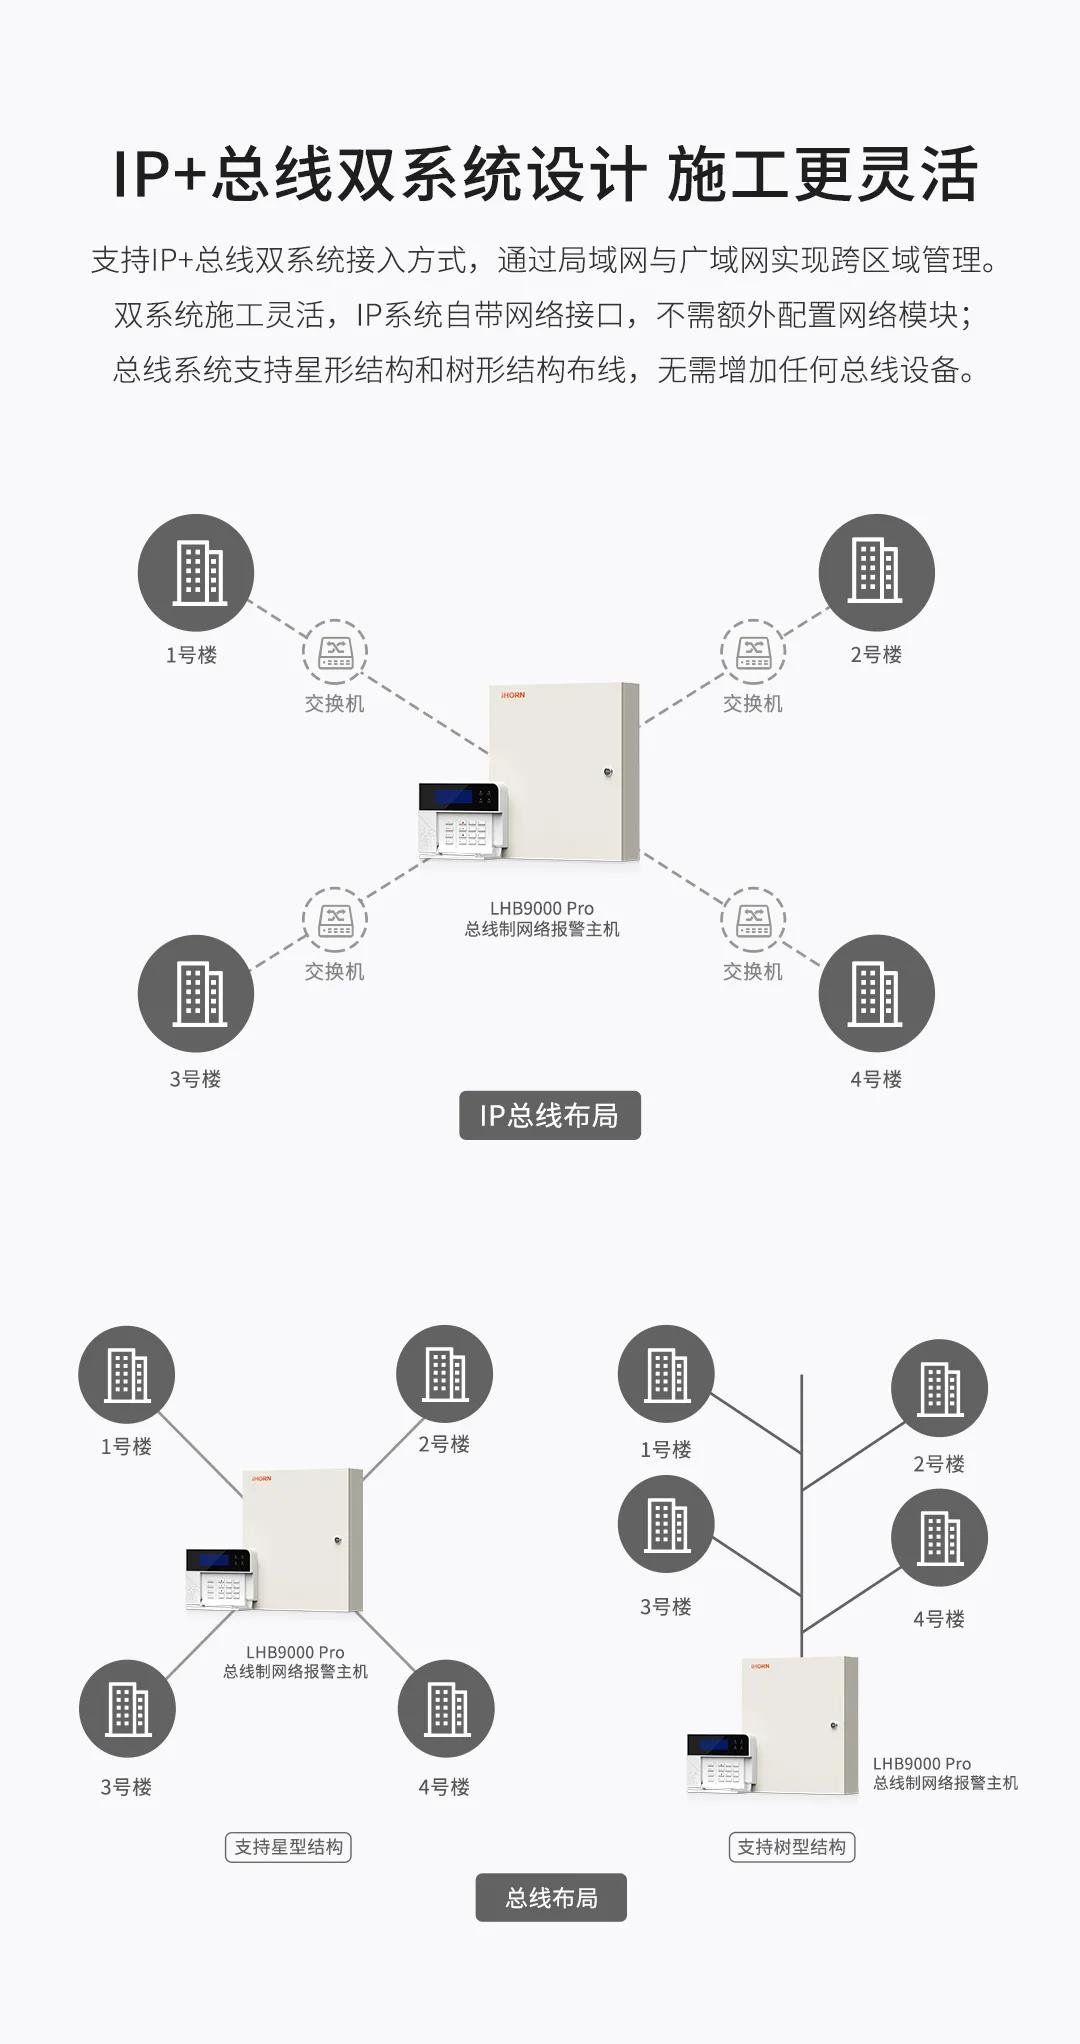 IP+总线双系统设计 施工更灵活
支持IP+总线双系统接入方式，通过局域网与广域网实现跨区域管理。
双系统施工灵活，IP系统自带网络接口，不需额外配置网络模块；
总线系统支持星形结构和树形结构布线，无需增加任何总线设备。
1号楼
2号楼
交换机
交换机
iHORN
LHB9000 Pro
总线制网络报警主机
交换机
交换机
3号楼
4号楼
IP总线布局
1号楼
2号楼
iHORN
LHB9000 Pro
总线制网络报警主机
3号楼
4号楼
支持星型结构
1号楼
2号楼
3号楼
4号楼
iHORN
LHB9000 Pro
总线制网络报警主机
支持树型结构
总线布局